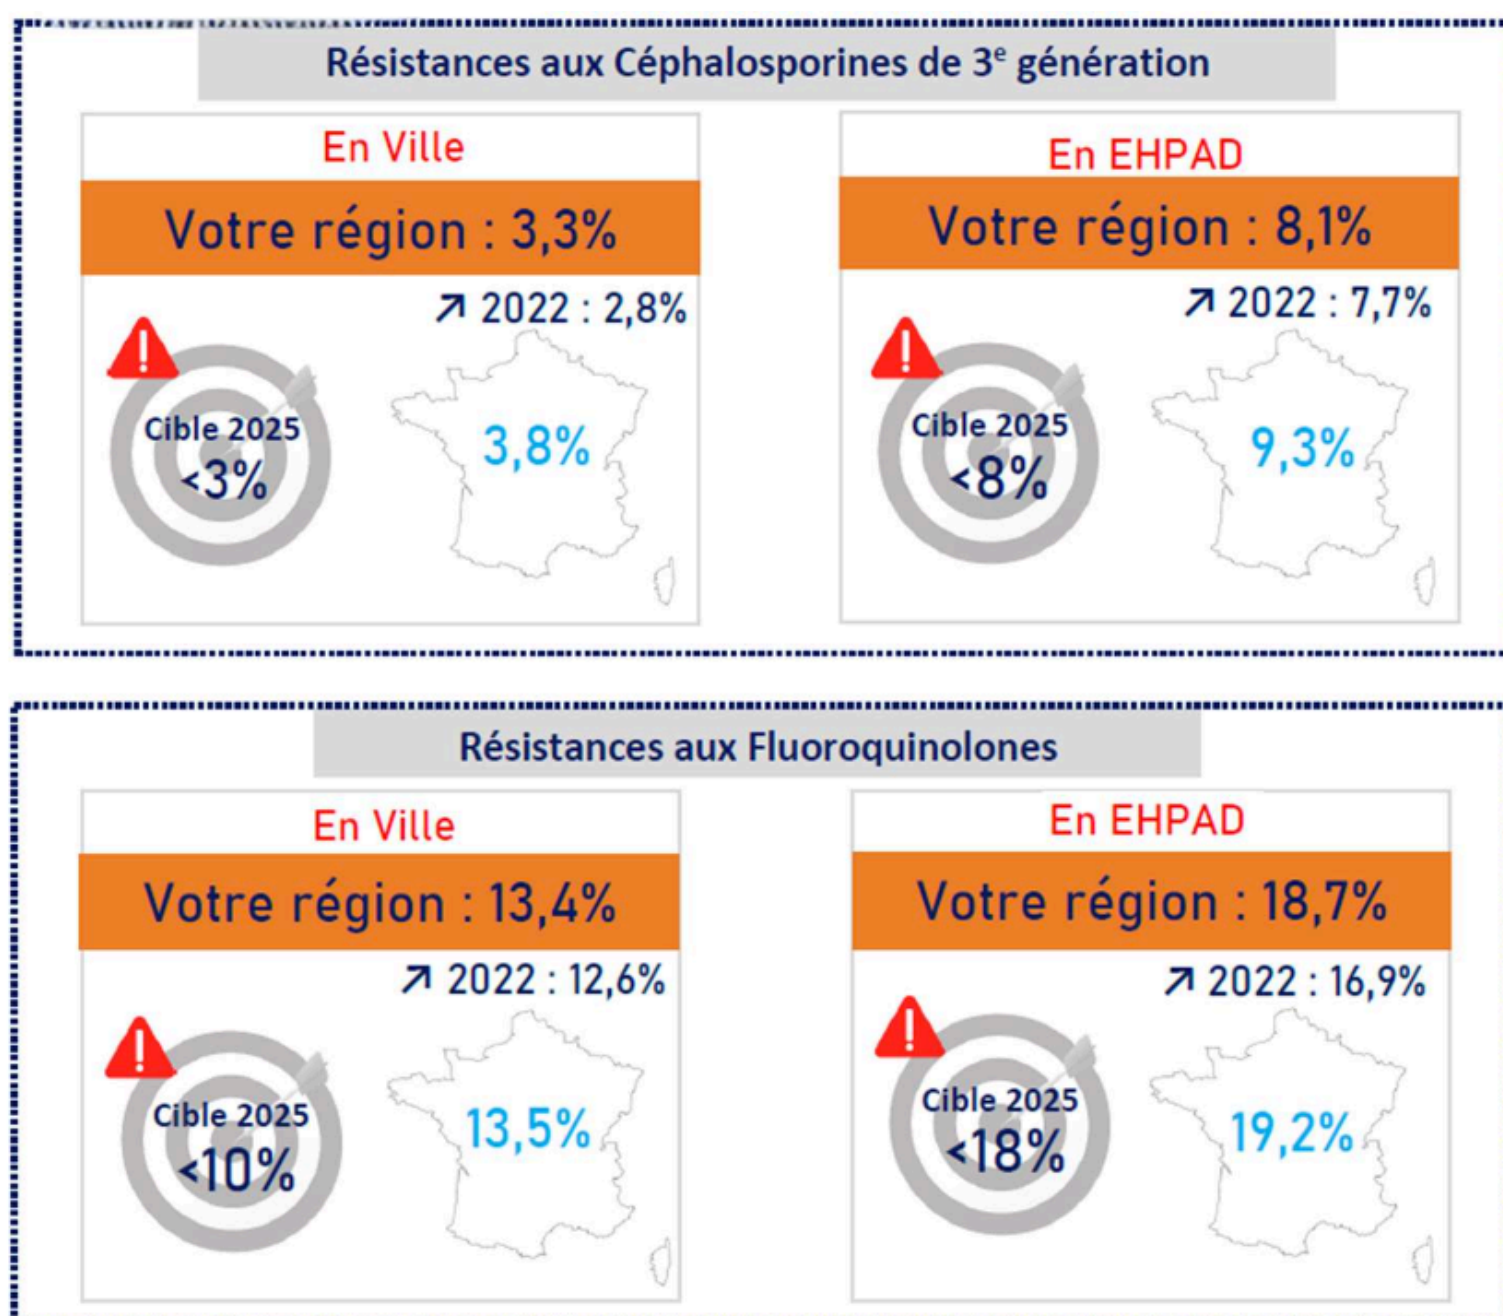 Résistances aux Céphalosporines de 3e génération
En Ville
Votre région : 3,3%
↗ 2022 : 2,8%
Cible 2025
<3%
3,8%
En EHPAD
Votre région : 8,1%
↗ 2022 : 7,7%
Cible 2025
<8%
9,3%
Résistances aux Fluoroquinolones
En Ville
Votre région : 13,4%
↗ 2022 : 12,6%
Cible 2025
<10%
13,5%
En EHPAD
Votre région : 18,7%
↗ 2022 : 16,9%
Cible 2025
<18%
19,2%